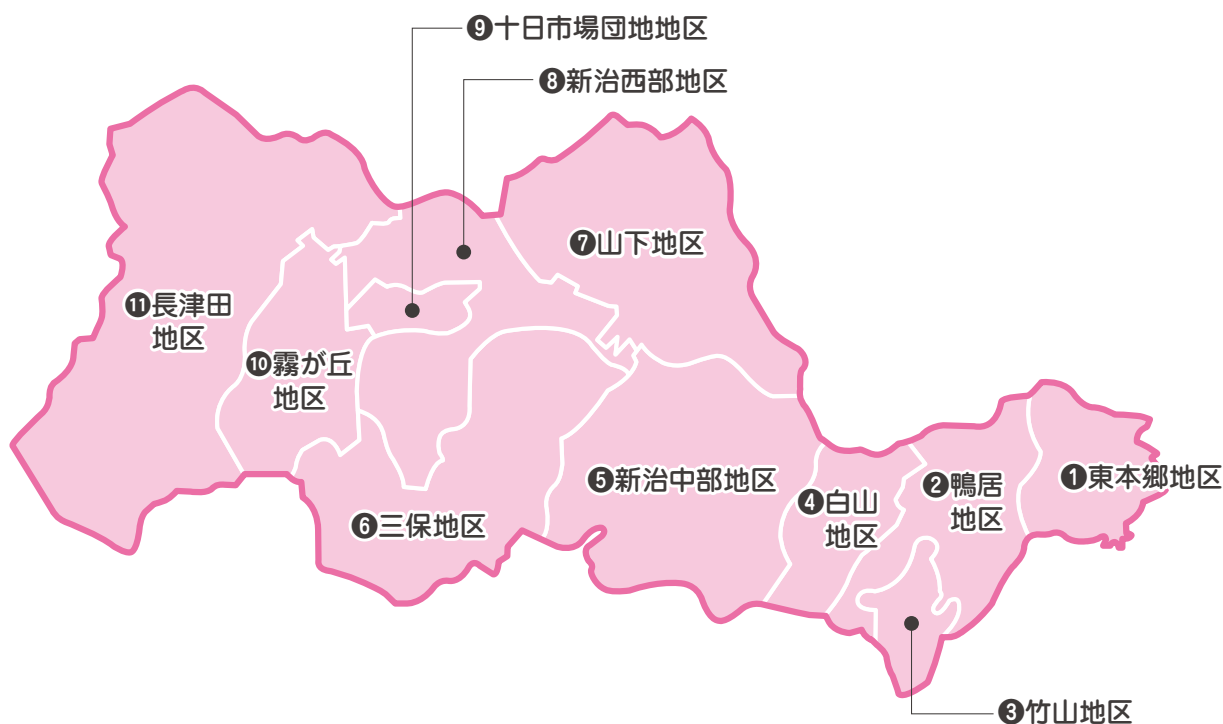 ❾十日市場団地地区
❽新治西部地区
❼山下地区
⓫長津田
地区
❿霧が丘
地区
❺新治中部地区
❻三保地区
❹白山
地区
❷鴨居
地区
❶東本郷地区
❸竹山地区